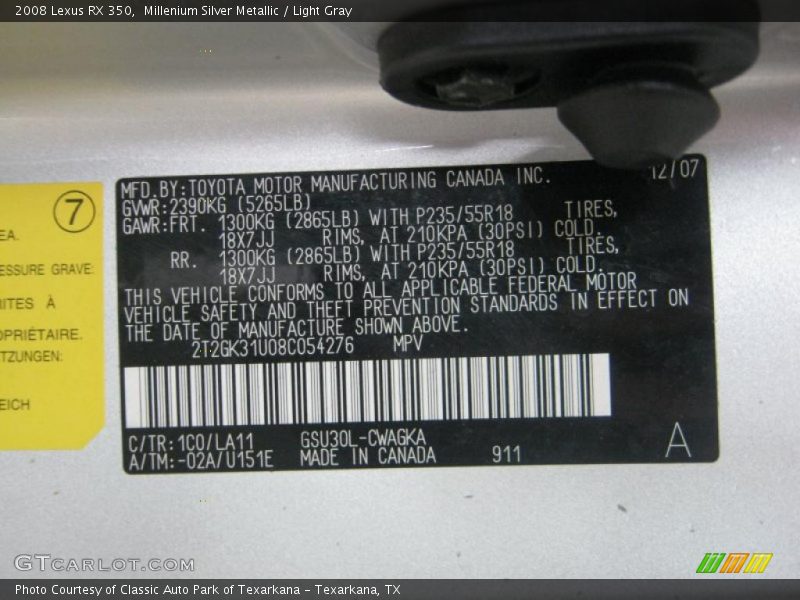 2008 Lexus RX 350,  Millenium Silver Metallic / Light Gray
7
EA.
ESSURE GRAVE:
RITES À
OPRIÉTAIRE.
TZUNGEN:
EICH
12/07
MFD.BY:TOYOTA MOTOR MANUFACTURING CANADA INC.
GVWR:2390KG (5265LB)
GAWR:FRT. 1300KG (2865LB) WITH P235/55R18 TIRES,
18X7JJ RIMS, AT 210KPA (30PSI) COLD.
RR. 1300KG (2865LB) WITH P235/55R18 TIRES,
18X7JJ RIMS, AT 210KPA (30PSI) COLD.
THIS VEHICLE CONFORMS TO ALL APPLICABLE FEDERAL MOTOR
VEHICLE SAFETY AND THEFT PREVENTION STANDARDS IN EFFECT ON
THE DATE OF MANUFACTURE SHOWN ABOVE.
2T2GK31U08C054276 MPV
C/TR:1C0/LA11 GSU30L-CWAGKA
A/TM:-02A/U151E MADE IN CANADA 911
A
GTCARLOT.COM
Photo Courtesy of Classic Auto Park of Texarkana – Texarkana, TX